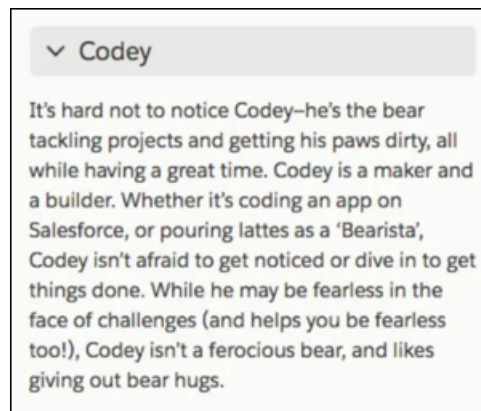 Codey
It's hard not to notice Codey–he's the bear
tackling projects and getting his paws dirty, all
while having a great time. Codey is a maker and
a builder. Whether it's coding an app on
Salesforce, or pouring lattes as a ‘Bearista’,
Codey isn't afraid to get noticed or dive in to get
things done. While he may be fearless in the
face of challenges (and helps you be fearless
too!), Codey isn't a ferocious bear, and likes
giving out bear hugs.